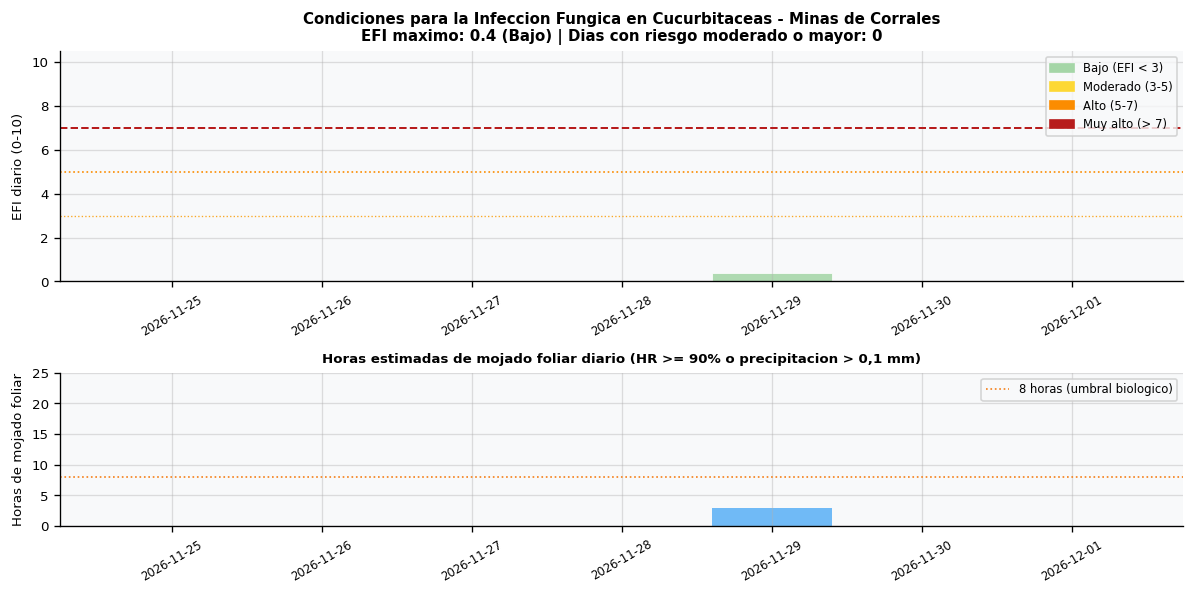 Condiciones para la Infeccion Fungica en Cucurbitaceas - Minas de Corrales
EFI maximo: 0.4 (Bajo) | Dias con riesgo moderado o mayor: 0
EFI diario (0-10)
10
8
6
4
2
0
Bajo (EFI < 3)
Moderado (3-5)
Alto (5-7)
Muy alto (> 7)
2026-11-25
2026-11-26
2026-11-27
2026-11-28
2026-11-29
2026-11-30
2026-12-01
Horas estimadas de mojado foliar diario (HR >= 90% o precipitacion > 0,1 mm)
Horas de mojado foliar
25
20
15
10
5
0
8 horas (umbral biologico)
2026-11-25
2026-11-26
2026-11-27
2026-11-28
2026-11-29
2026-11-30
2026-12-01